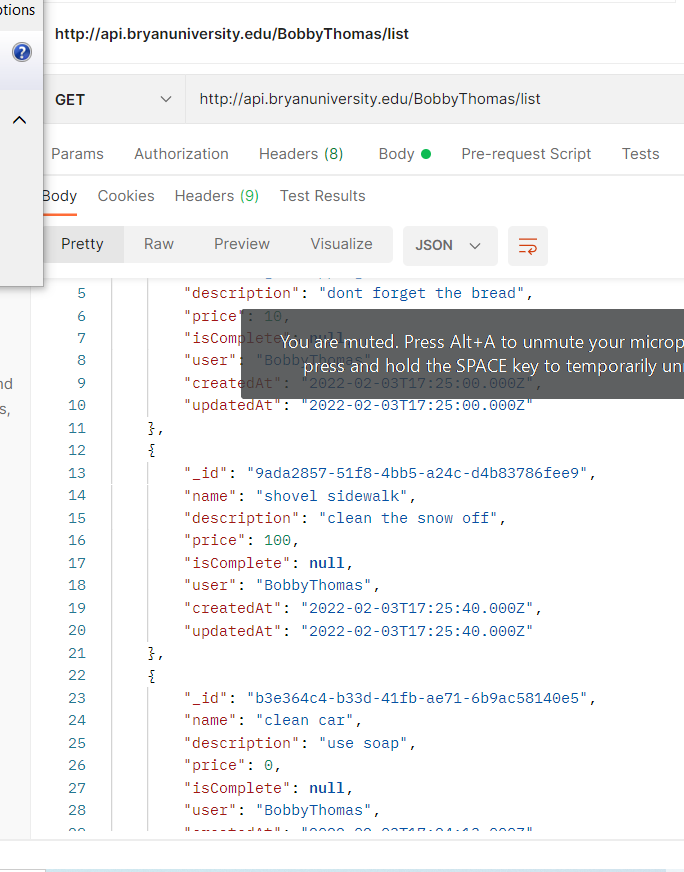 ptions
http://api.bryanuniversity.edu/BobbyThomas/list
?
GET http://api.bryanuniversity.edu/BobbyThomas/list
Params Authorization Headers (8) Body Pre-request Script Tests
Body Cookies Headers (9) Test Results
Pretty Raw Preview Visualize JSON
5 "description": "dont forget the bread",
6 "price": 10,
You are muted. Press Alt+A to unmute your microp
press and hold the SPACE key to temporarily unm
7 "isComplete": null,
8 "user": "BobbyThomas",
nd
9 "createdAt": "2022-02-03T17:25:00.000Z",
s,
10 "updatedAt": "2022-02-03T17:25:00.000Z"
11 },
12 {
13 "_id": "9ada2857-51f8-4bb5-a24c-d4b83786fee9",
14 "name": "shovel sidewalk",
15 "description": "clean the snow off",
16 "price": 100,
17 "isComplete": null,
18 "user": "BobbyThomas",
19 "createdAt": "2022-02-03T17:25:40.000Z",
20 "updatedAt": "2022-02-03T17:25:40.000Z"
21 },
22 {
23 "_id": "b3e364c4-b33d-41fb-ae71-6b9ac58140e5",
24 "name": "clean car",
25 "description": "use soap",
26 "price": 0,
27 "isComplete": null,
28 "user": "BobbyThomas",